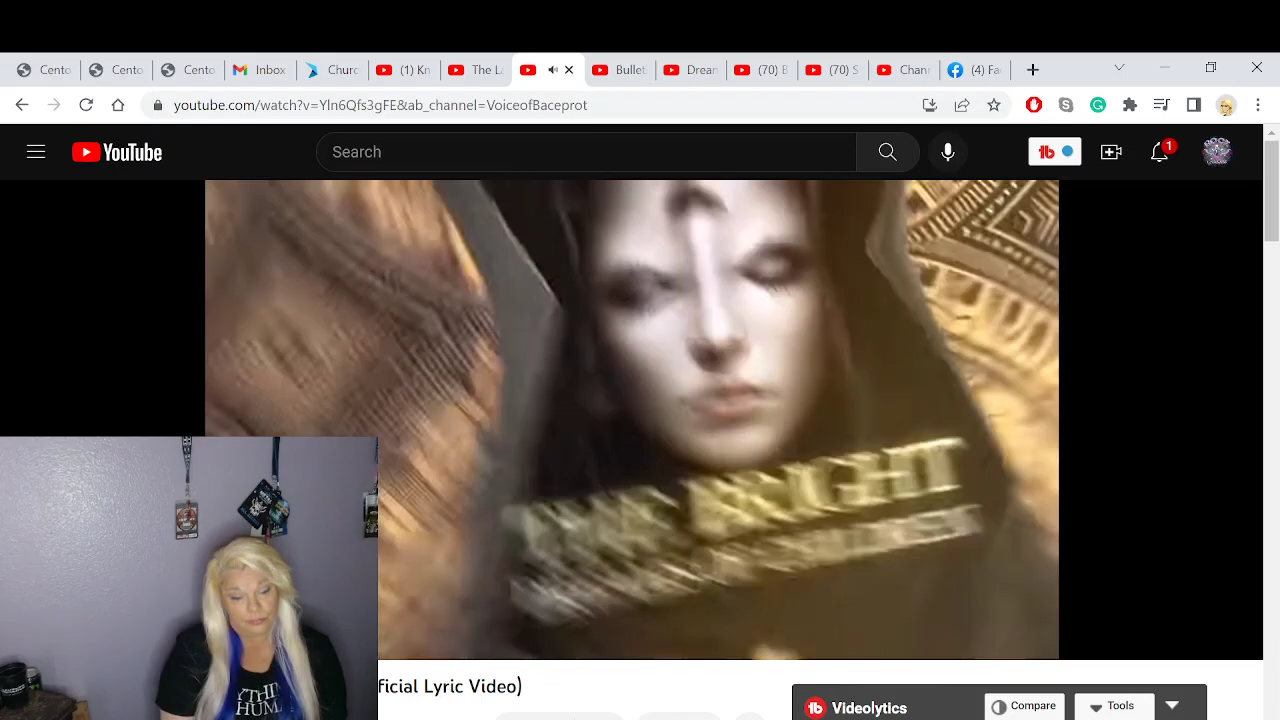 Cento
Cento
Cento
Inbox
Churc
(1) Kn
The L
Bullet
Drean
(70) B
(70) S
Chann
(4) Fa
youtube.com/watch?v=Yln6Qfs3gFE&ab_channel=VoiceofBaceprot
YouTube
Search
1
ficial Lyric Video)
Videolytics
Compare
Tools